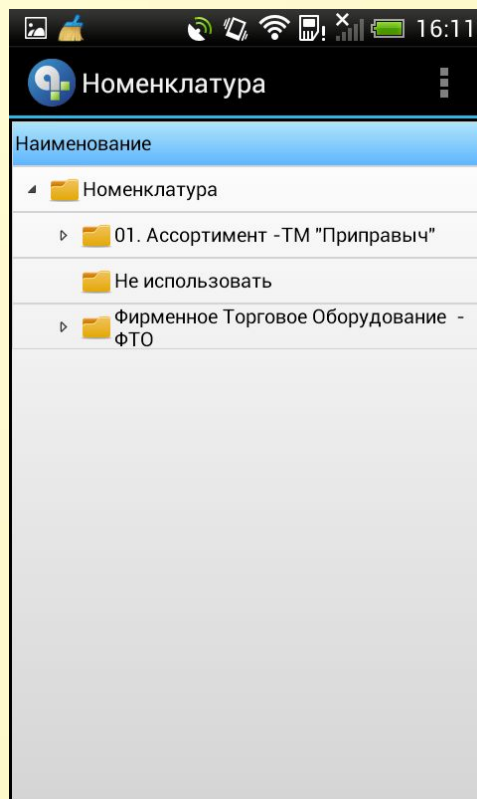 16:11
Номенклатура
Наименование
Номенклатура
01. Ассортимент -ТМ "Приправыч"
Не использовать
Фирменное Торговое Оборудование -
ФТО